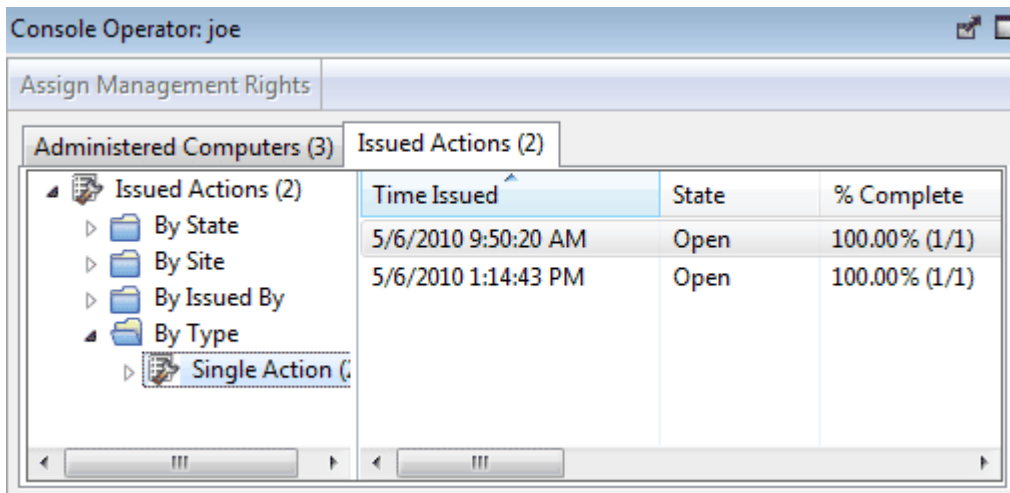 Console Operator: joe
Assign Management Rights
Administered Computers (3) Issued Actions (2)
Issued Actions (2) Time Issued State % Complete
By State 5/6/2010 9:50:20 AM Open 100.00% (1/1)
By Site 5/6/2010 1:14:43 PM Open 100.00% (1/1)
By Issued By
By Type
Single Action (